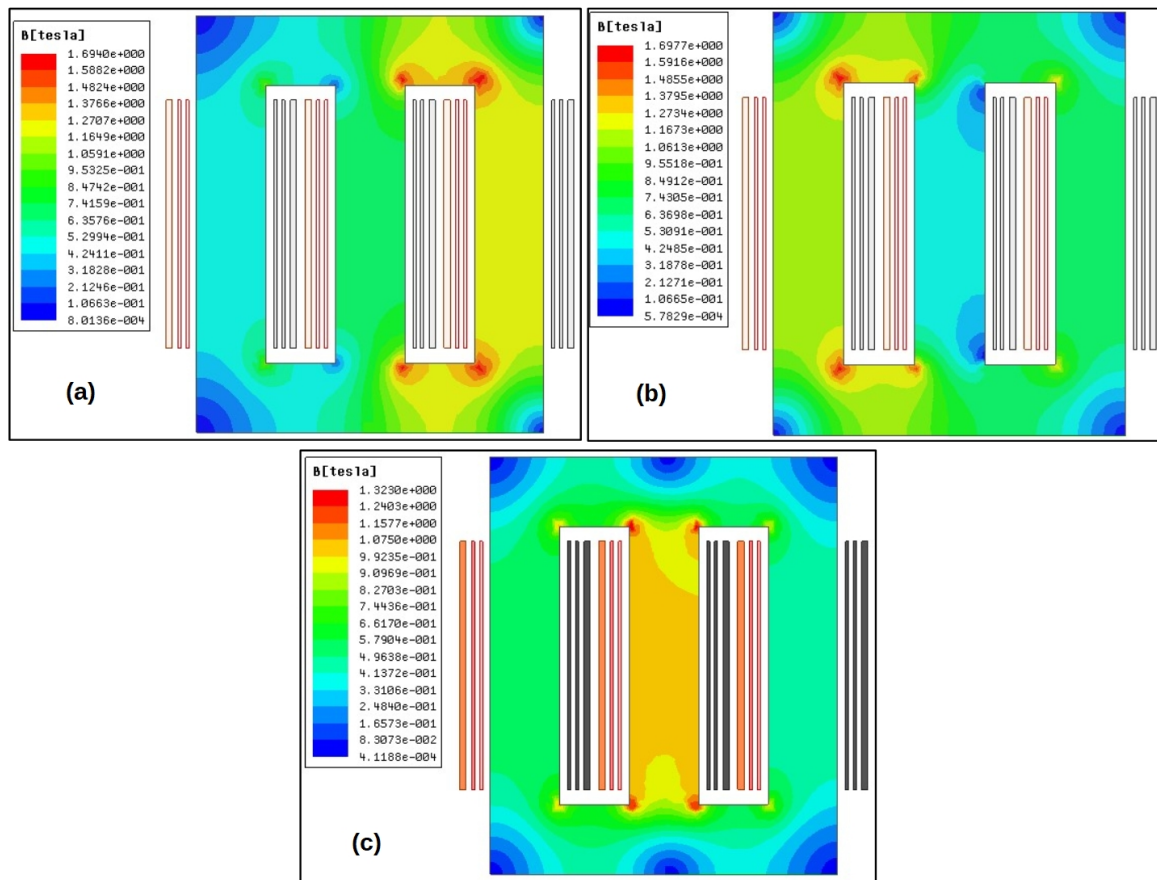 B[tesla]
1.6940e+000
1.5882e+000
1.4824e+000
1.3766e+000
1.2707e+000
1.1649e+000
1.0591e+000
9.5325e-001
8.4742e-001
7.4159e-001
6.3576e-001
5.2994e-001
4.2411e-001
3.1828e-001
2.1246e-001
1.0663e-001
8.0136e-004
(a)
B[tesla]
1.6977e+000
1.5916e+000
1.4855e+000
1.3795e+000
1.2734e+000
1.1673e+000
1.0613e+000
9.5518e-001
8.4912e-001
7.4305e-001
6.3698e-001
5.3091e-001
4.2485e-001
3.1878e-001
2.1271e-001
1.0665e-001
5.7829e-004
(b)
B[tesla]
1.3230e+000
1.2403e+000
1.1577e+000
1.0750e+000
9.9235e-001
9.0969e-001
8.2703e-001
7.4436e-001
6.6170e-001
5.7904e-001
4.9638e-001
4.1372e-001
3.3106e-001
2.4840e-001
1.6573e-001
8.3073e-002
4.1188e-004
(c)